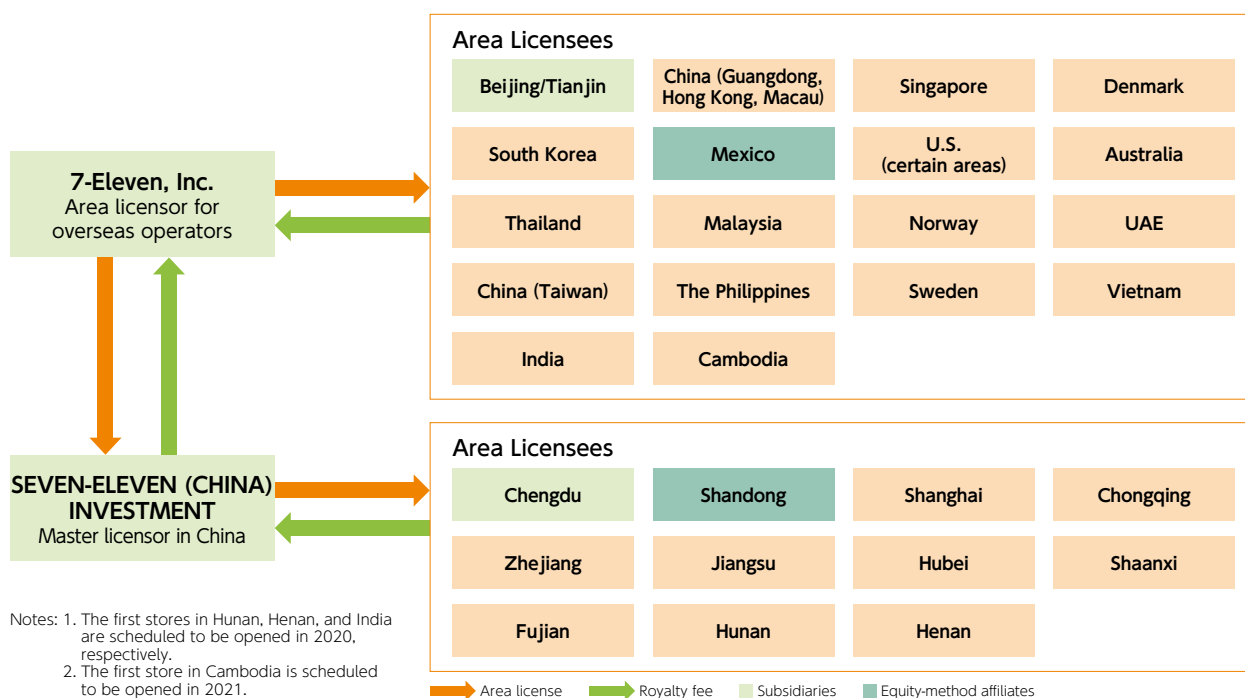 Area Licensees
Beijing/Tianjin
China (Guangdong,
Hong Kong, Macau)
Singapore
Denmark
South Korea
Mexico
U.S.
(certain areas)
Australia
Thailand
Malaysia
Norway
UAE
China (Taiwan)
The Philippines
Sweden
Vietnam
India
Cambodia
7-Eleven, Inc.
Area licensor for
overseas operators
SEVEN-ELEVEN (CHINA)
INVESTMENT
Master licensor in China
Area Licensees
Chengdu
Shandong
Shanghai
Chongqing
Zhejiang
Jiangsu
Hubei
Shaanxi
Fujian
Hunan
Henan
Notes: 1. The first stores in Hunan, Henan, and India
are scheduled to be opened in 2020,
respectively.
2. The first store in Cambodia is scheduled
to be opened in 2021.
Area license
Royalty fee
Subsidiaries
Equity-method affiliates